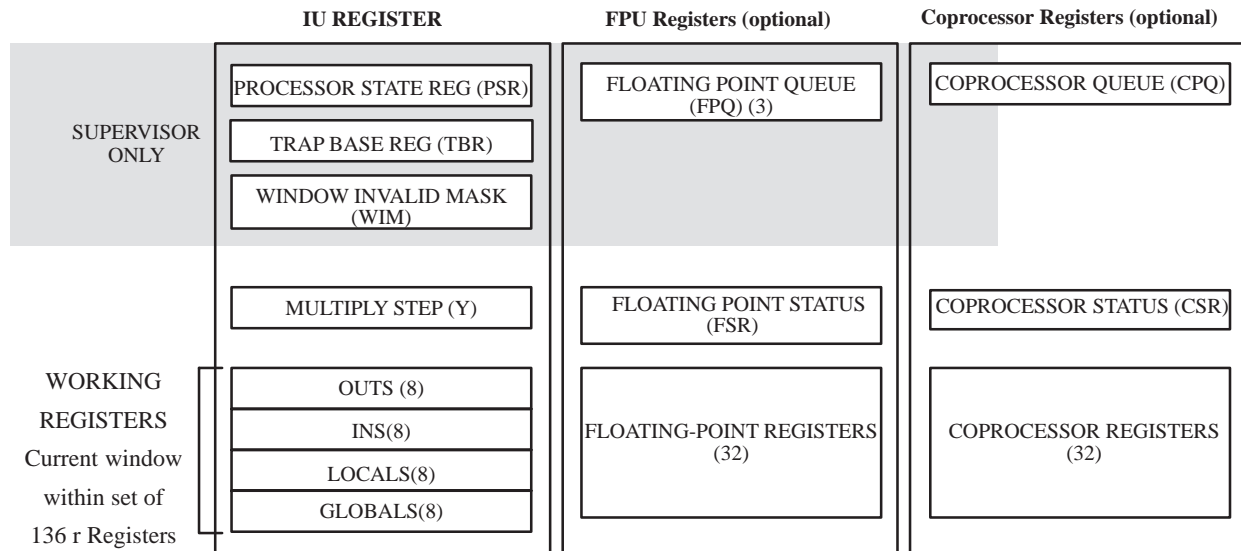 IU REGISTER
FPU Registers (optional)
Coprocessor Registers (optional)
SUPERVISOR
ONLY
PROCESSOR STATE REG (PSR)
TRAP BASE REG (TBR)
WINDOW INVALID MASK
(WIM)
FLOATING POINT QUEUE
(FPQ) (3)
COPROCESSOR QUEUE (CPQ)
MULTIPLY STEP (Y)
FLOATING POINT STATUS
(FSR)
COPROCESSOR STATUS (CSR)
WORKING
REGISTERS
Current window
within set of
136 r Registers
OUTS (8)
INS(8)
LOCALS(8)
GLOBALS(8)
FLOATING-POINT REGISTERS
(32)
COPROCESSOR REGISTERS
(32)